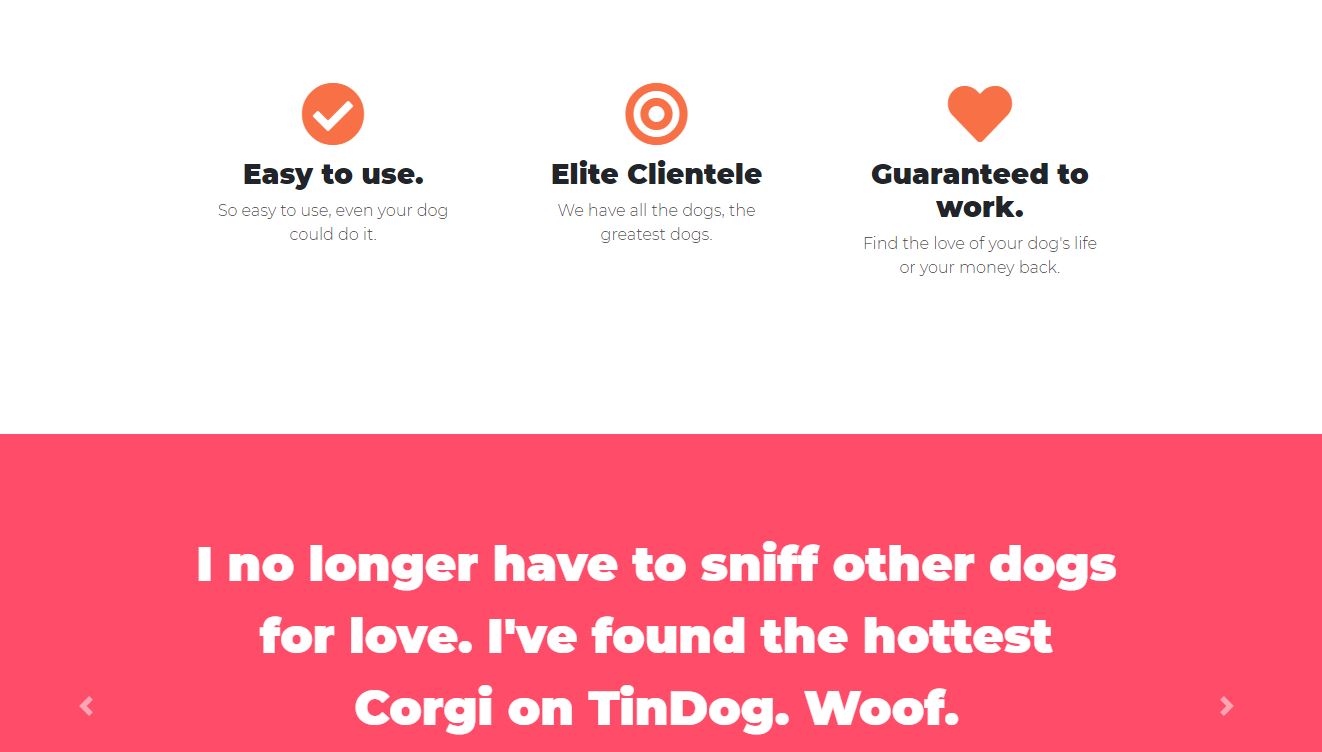 Easy to use.
So easy to use, even your dog
could do it.
Elite Clientele
We have all the dogs, the
greatest dogs.
Guaranteed to
work.
Find the love of your dog's life
or your money back.
I no longer have to sniff other dogs
for love. I've found the hottest
Corgi on TinDog. Woof.